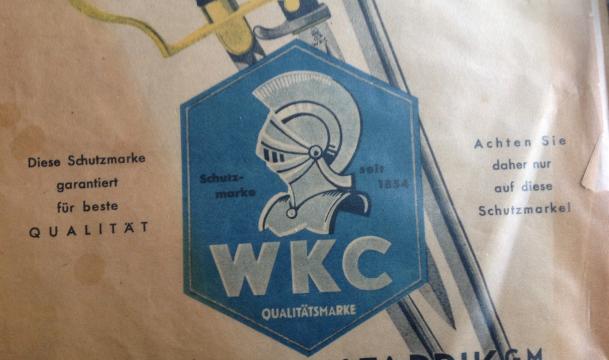 Diese Schutzmarke
garantiert
für beste
QUALITÄT
Schutz-
marke
seit
1854
WKC
QUALITÄTSMARKE
Achten Sie
daher nur
auf diese
Schutzmarke!